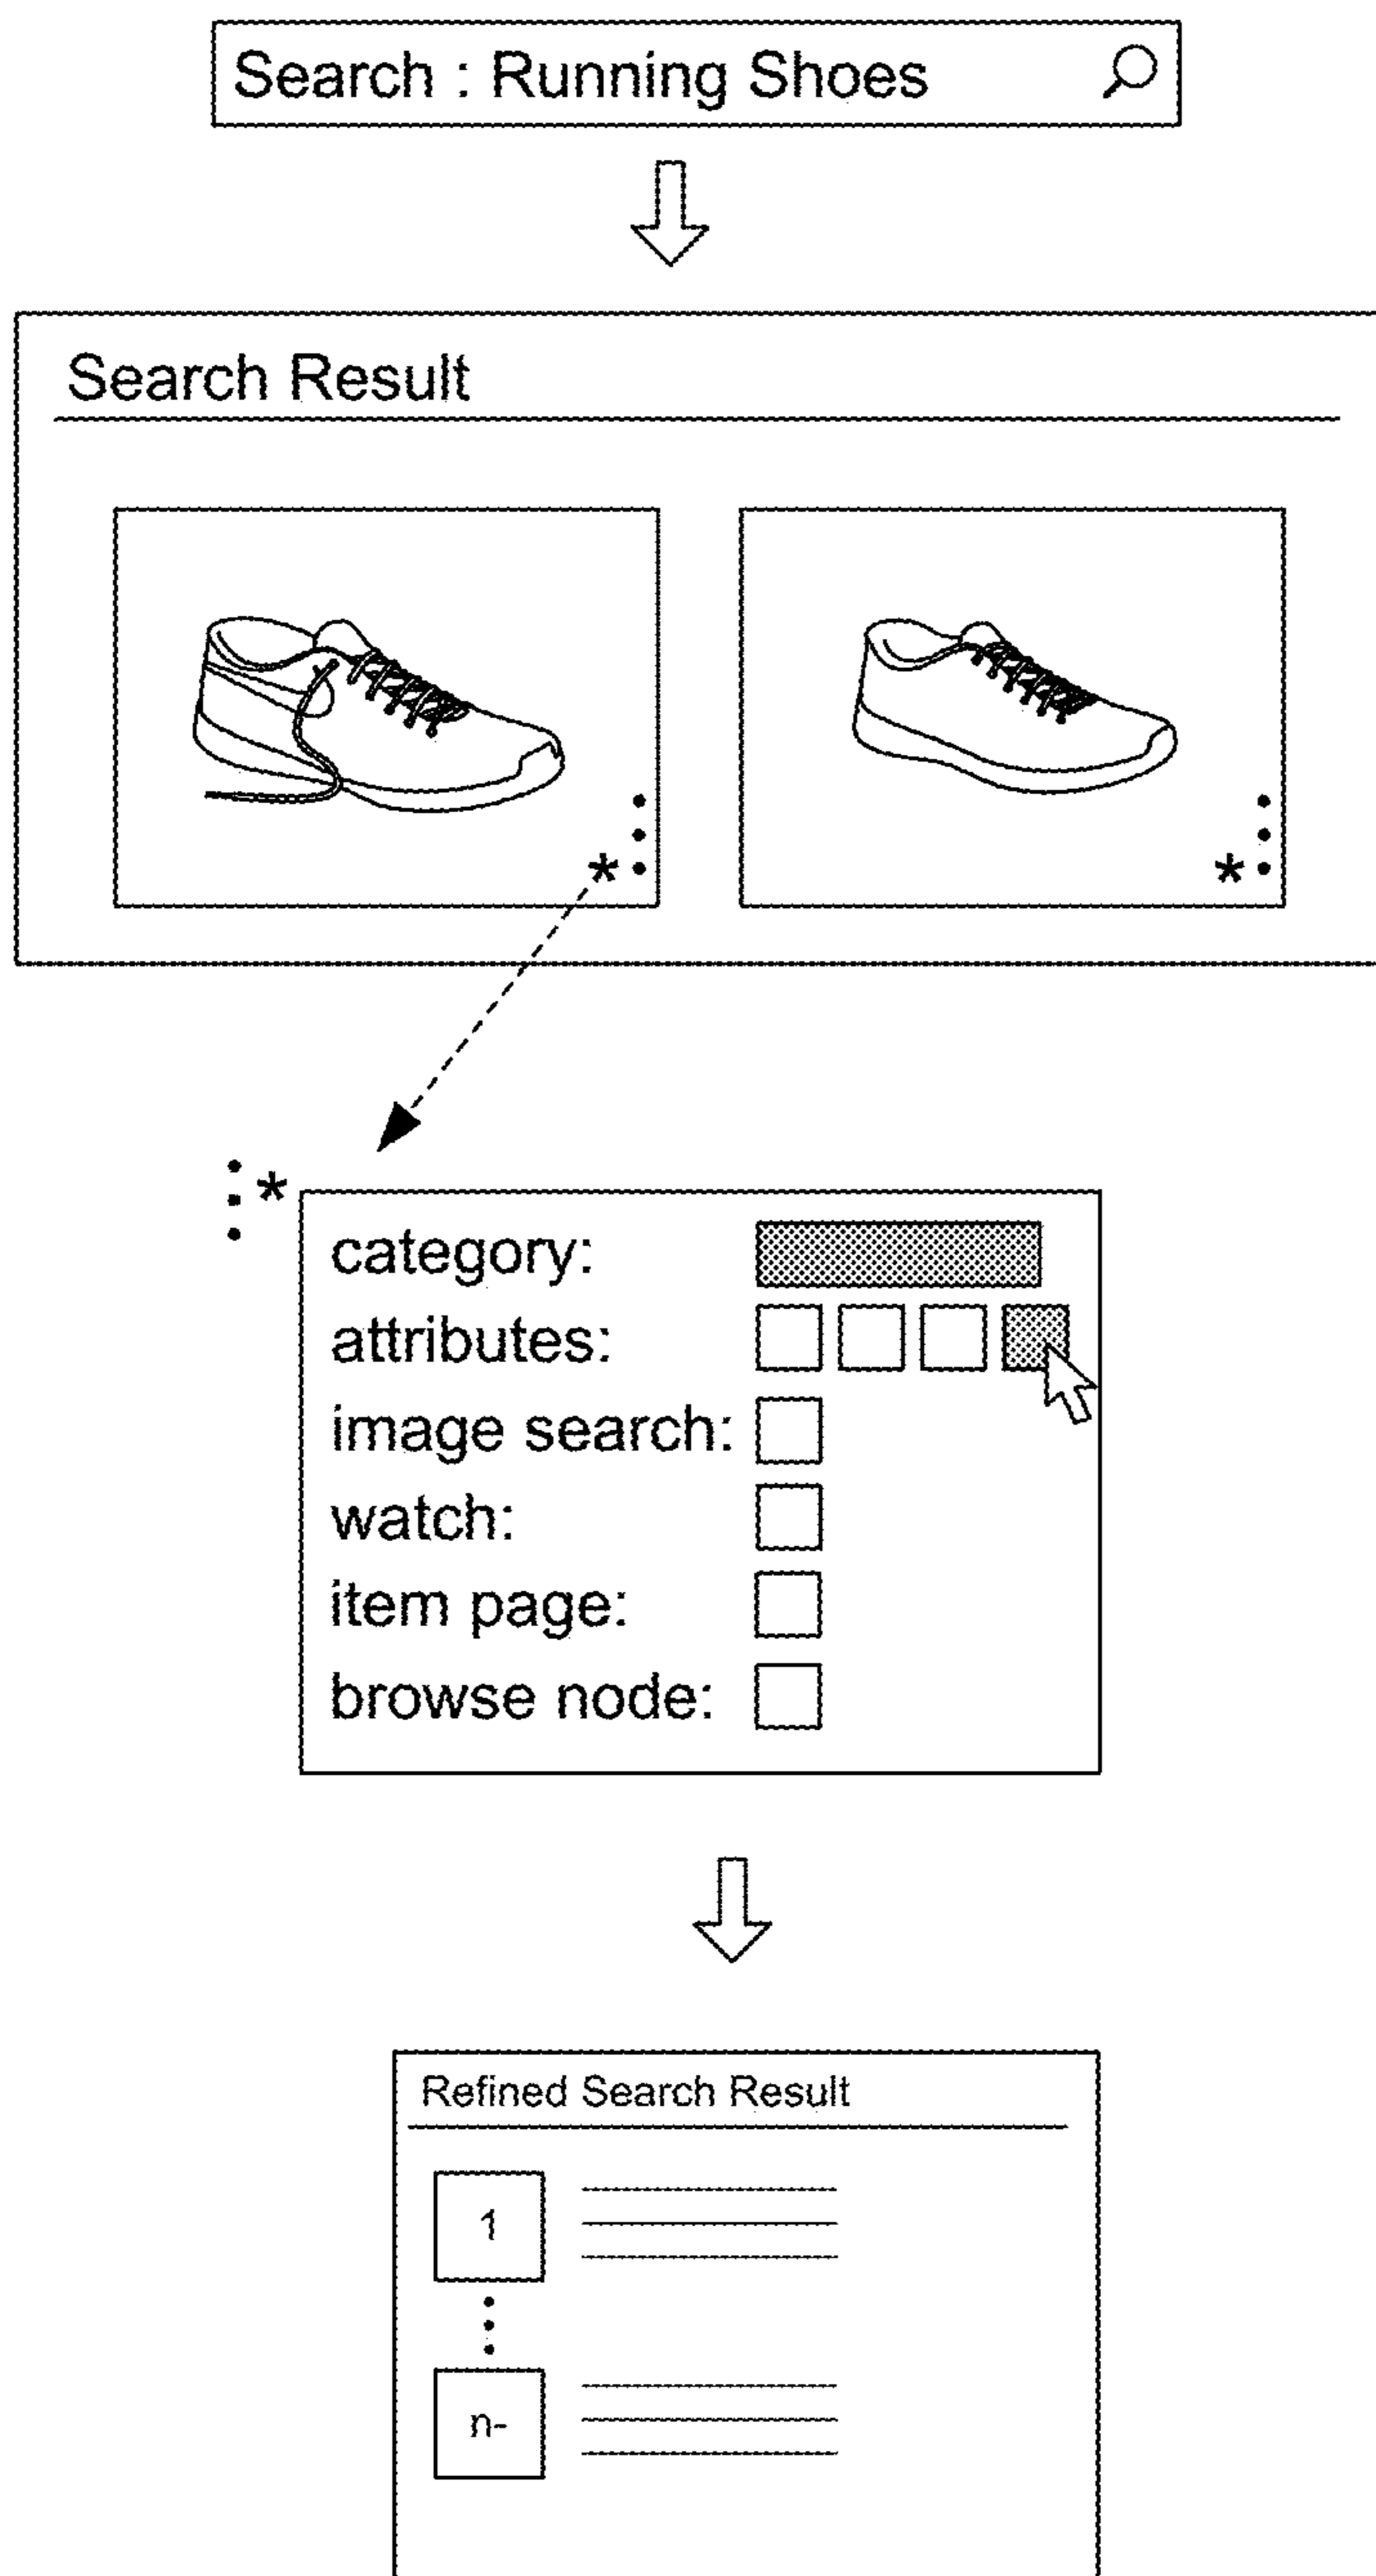 Search : Running Shoes
Search Result
*
*
*
category:
attributes:
image search:
watch:
item page:
browse node:
Refined Search Result
1
n-